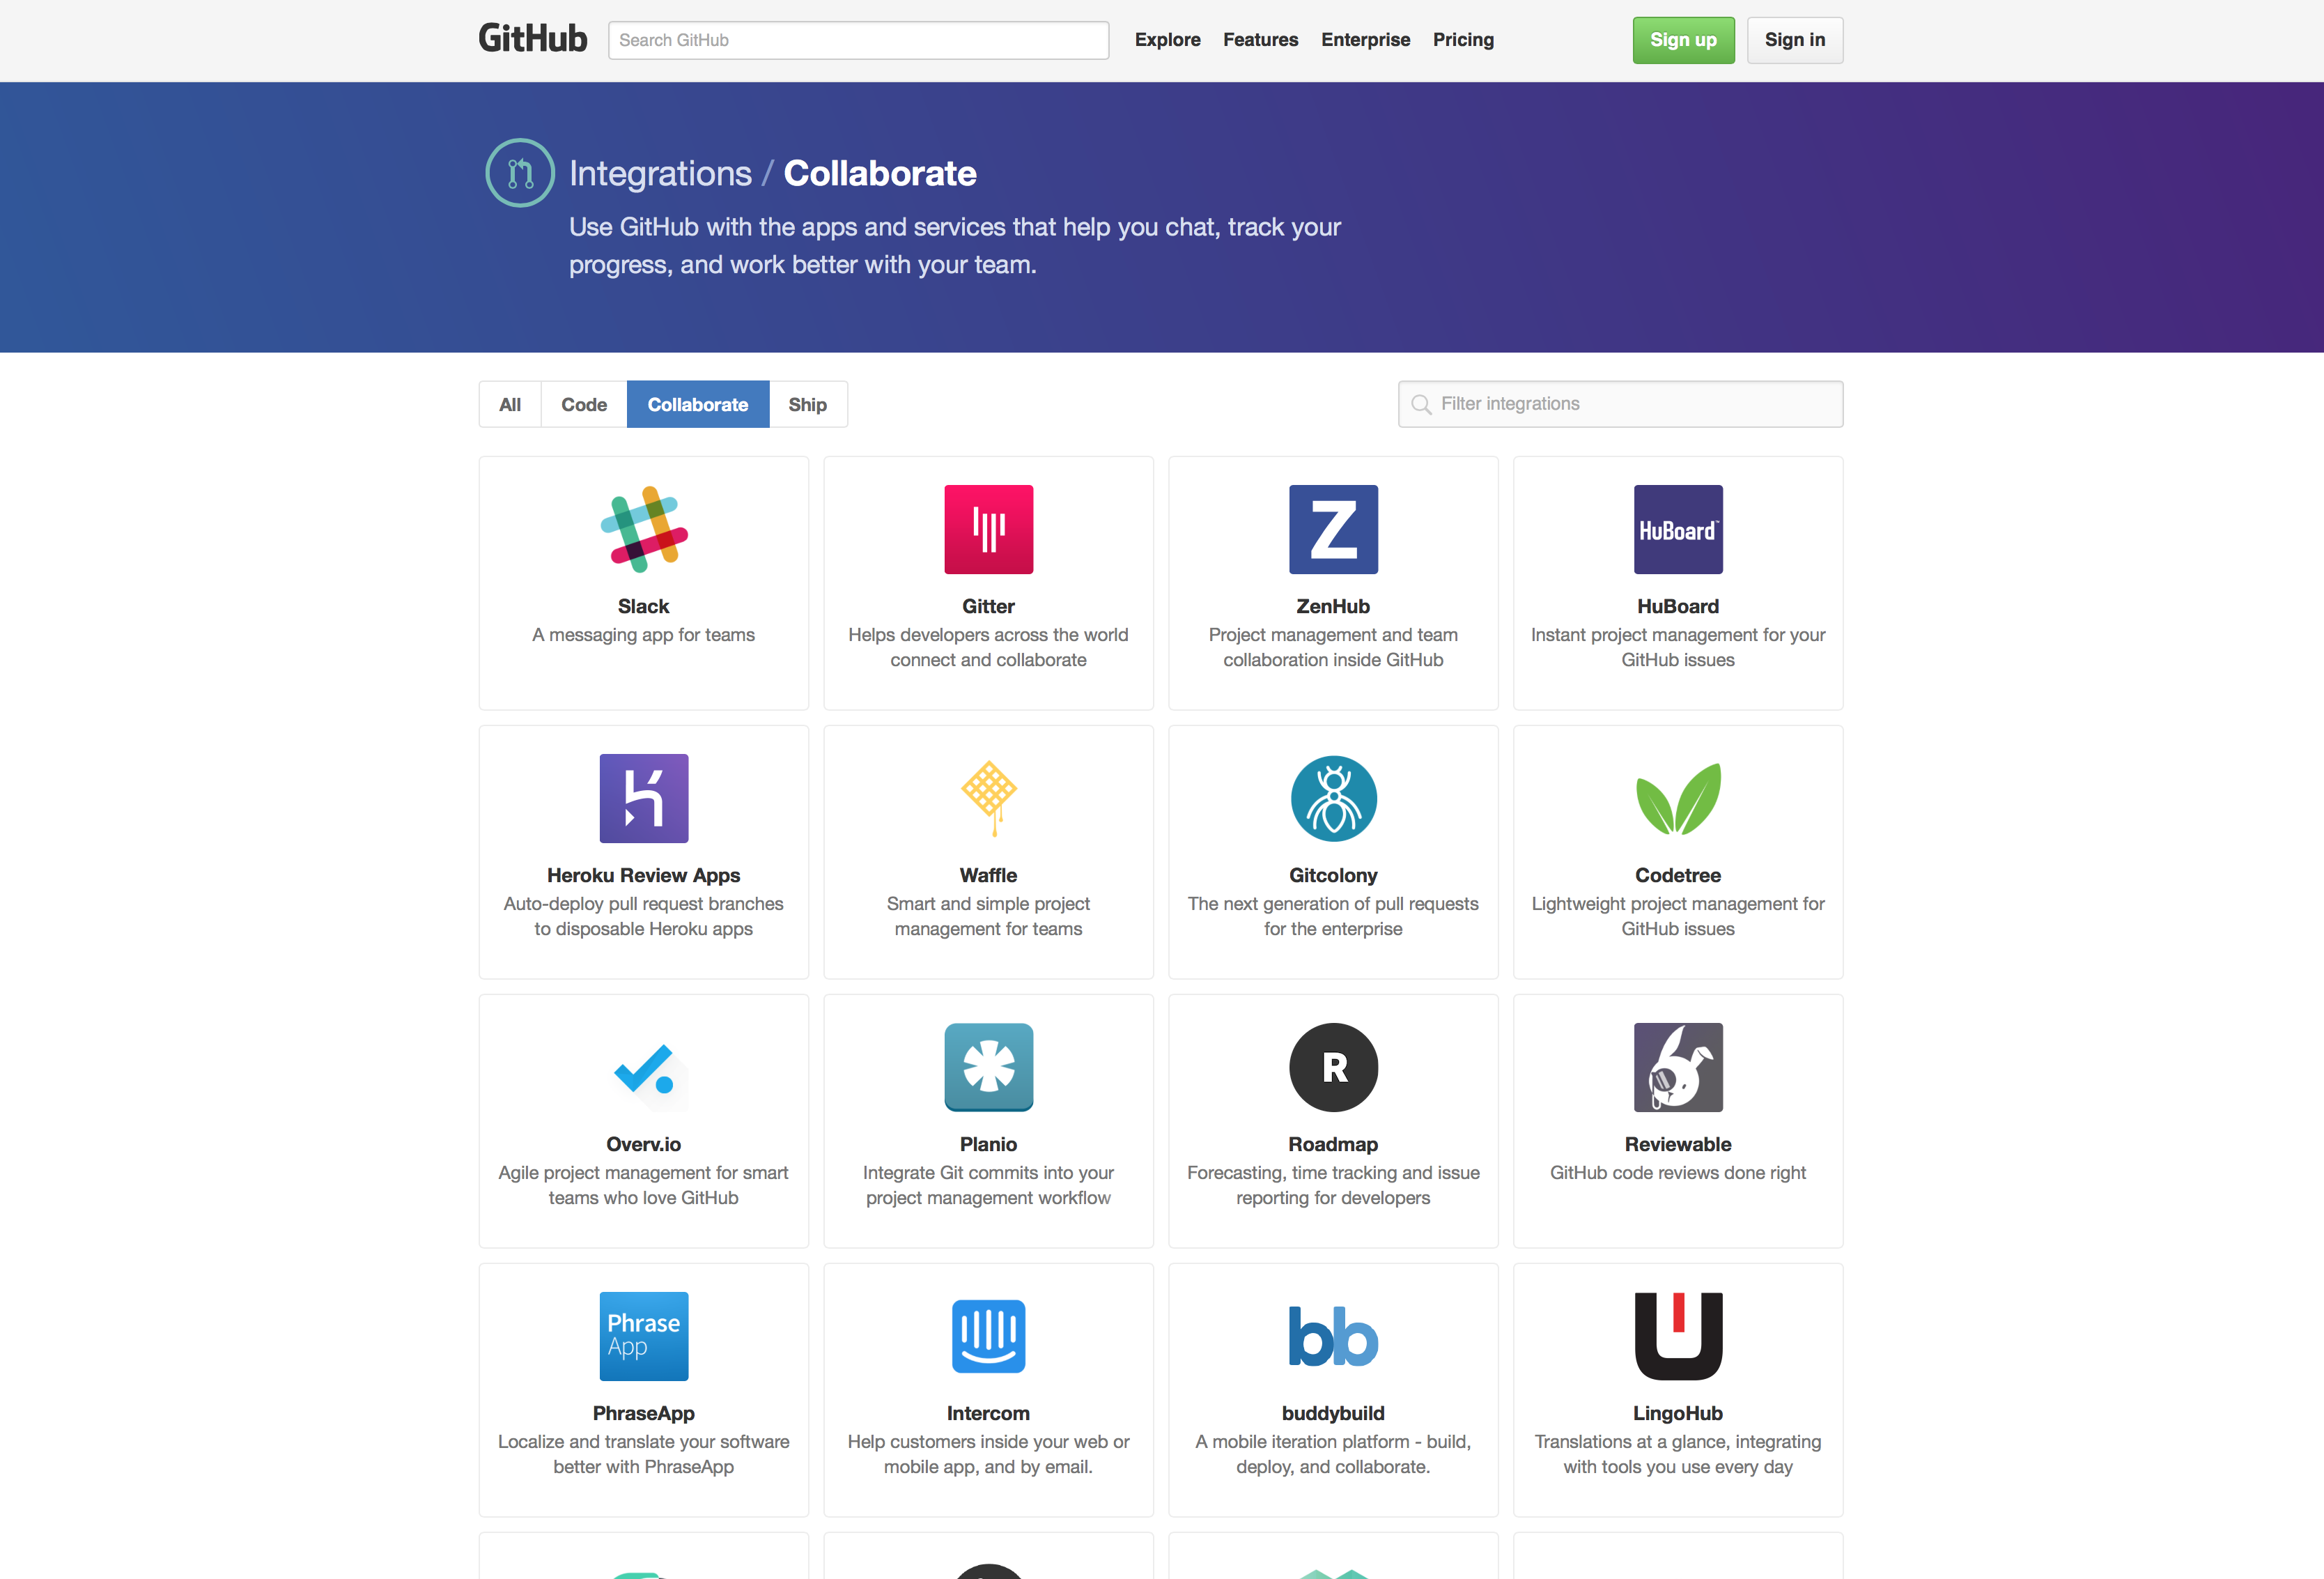 GitHub
Search GitHub
Explore
Features
Enterprise
Pricing
Sign up
Sign in
Integrations / Collaborate
Use GitHub with the apps and services that help you chat, track your
progress, and work better with your team.
All
Code
Collaborate
Ship
Filter integrations
Slack
A messaging app for teams
Gitter
Helps developers across the world
connect and collaborate
Z
ZenHub
Project management and team
collaboration inside GitHub
HuBoard™
HuBoard
Instant project management for your
GitHub issues
Heroku Review Apps
Auto-deploy pull request branches
to disposable Heroku apps
Waffle
Smart and simple project
management for teams
Gitcolony
The next generation of pull requests
for the enterprise
Codetree
Lightweight project management for
GitHub issues
Overv.io
Agile project management for smart
teams who love GitHub
Planio
Integrate Git commits into your
project management workflow
R
Roadmap
Forecasting, time tracking and issue
reporting for developers
Reviewable
GitHub code reviews done right
Phrase
App
PhraseApp
Localize and translate your software
better with PhraseApp
Intercom
Help customers inside your web or
mobile app, and by email.
bb
buddybuild
A mobile iteration platform - build,
deploy, and collaborate.
LingoHub
Translations at a glance, integrating
with tools you use every day